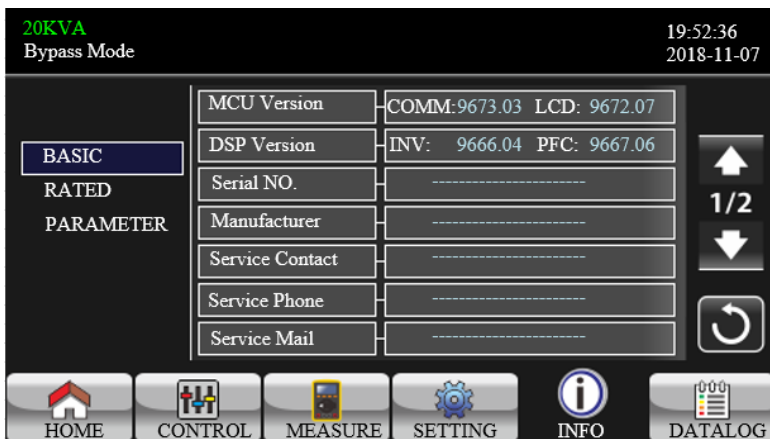 20KVA 19:52:36
Bypass Mode 2018-11-07
MCU Version COMM:9673.03 LCD: 9672.07
DSP Version INV: 9666.04 PFC: 9667.06
BASIC
Serial NO. ----------------------
RATED
1/2
Manufacturer ----------------------
PARAMETER
Service Contact ----------------------
Service Phone ----------------------
Service Mail ----------------------
HOME CONTROL MEASURE SETTING INFO DATALOG